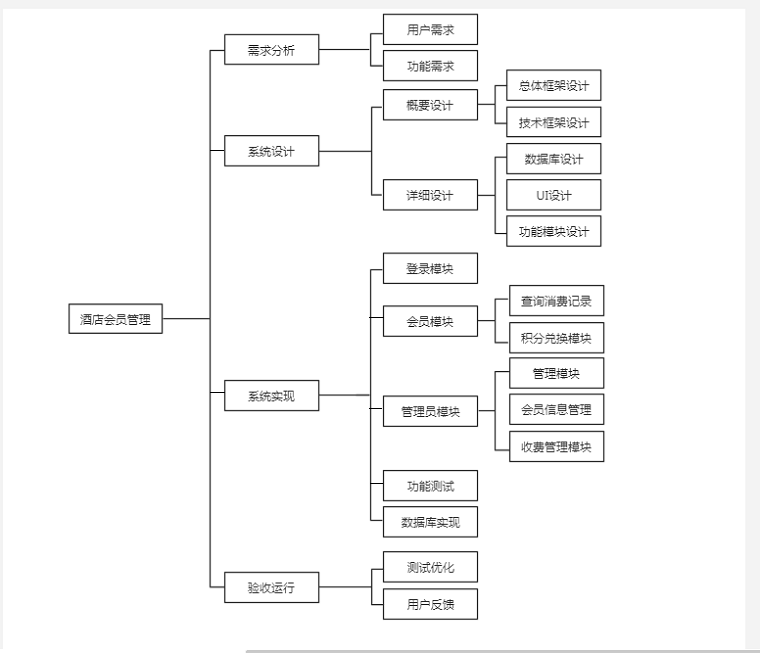 酒店会员管理
需求分析
用户需求
功能需求
系统设计
概要设计
总体框架设计
技术框架设计
详细设计
数据库设计
UI设计
功能模块设计
系统实现
登录模块
会员模块
查询消费记录
积分兑换模块
管理员模块
管理模块
会员信息管理
收费管理模块
功能测试
数据库实现
验收运行
测试优化
用户反馈